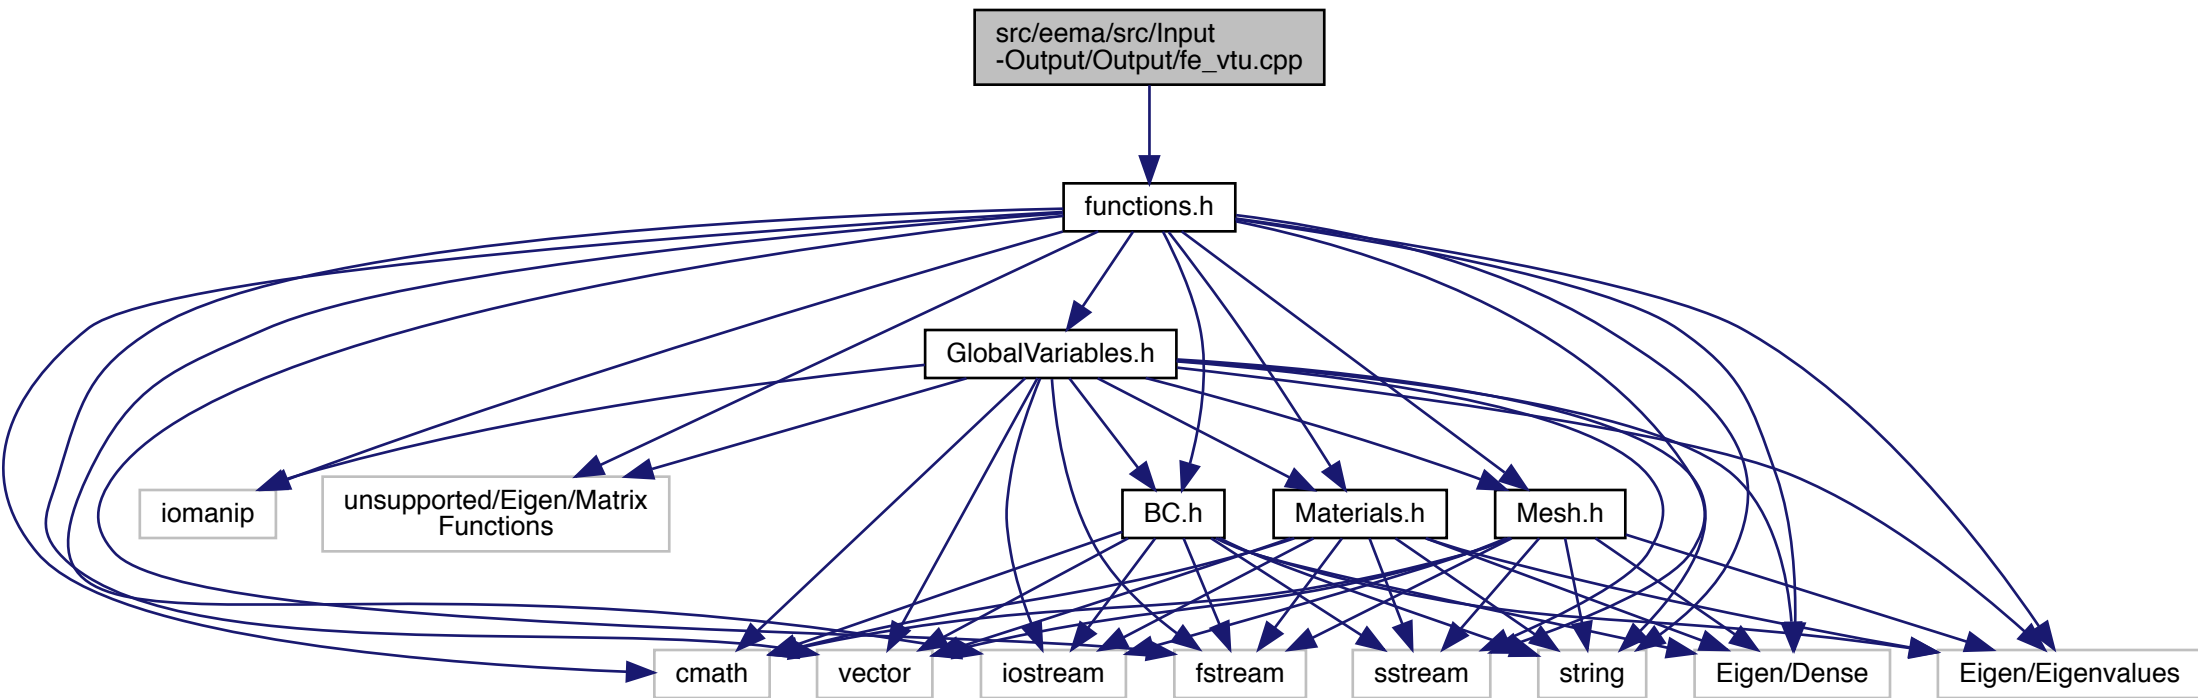 src/eema/src/Input
-Output/Output/fe_vtu.cpp
functions.h
GlobalVariables.h
iomanip
unsupported/Eigen/Matrix
Functions
BC.h
Materials.h
Mesh.h
cmath
vector
iostream
fstream
sstream
string
Eigen/Dense
Eigen/Eigenvalues